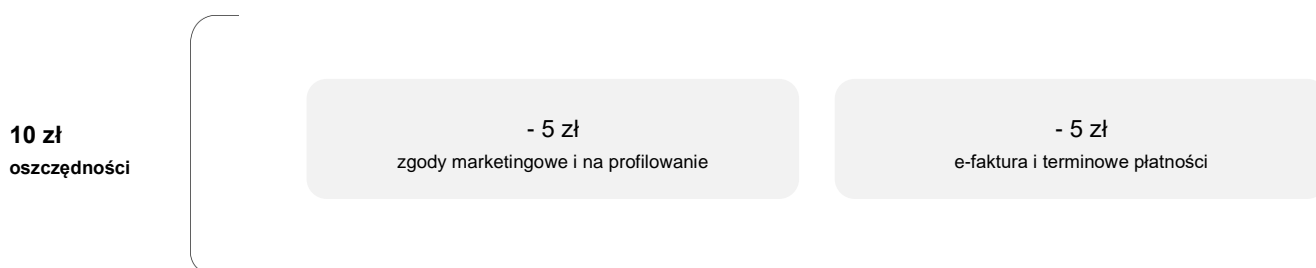 10 zł
oszczędności
- 5 zł
zgody marketingowe i na profilowanie
- 5 zł
e-faktura i terminowe płatności